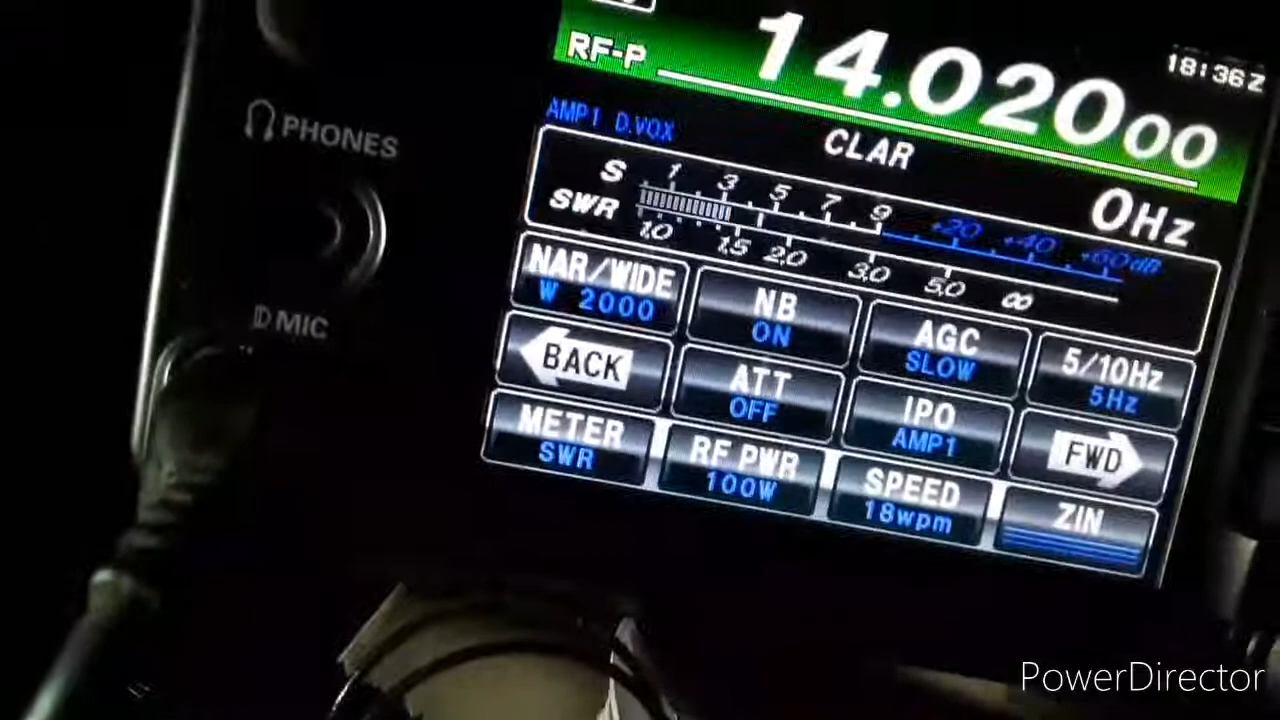 RF-P 14.02000 18:36Z
AMP1 D.VOX CLAR 0Hz
PHONES
S 1 3 5 7 9 +20 +40 +60dB
SWR 1.0 1.5 2.0 3.0 5.0 ∞
NAR/WIDE NB AGC 5/10Hz
W 2000 ON SLOW 5Hz
D MIC
BACK ATT IPO FWD
OFF AMP1
METER RF PWR SPEED ZIN
SWR 100W 18wpm
PowerDirector